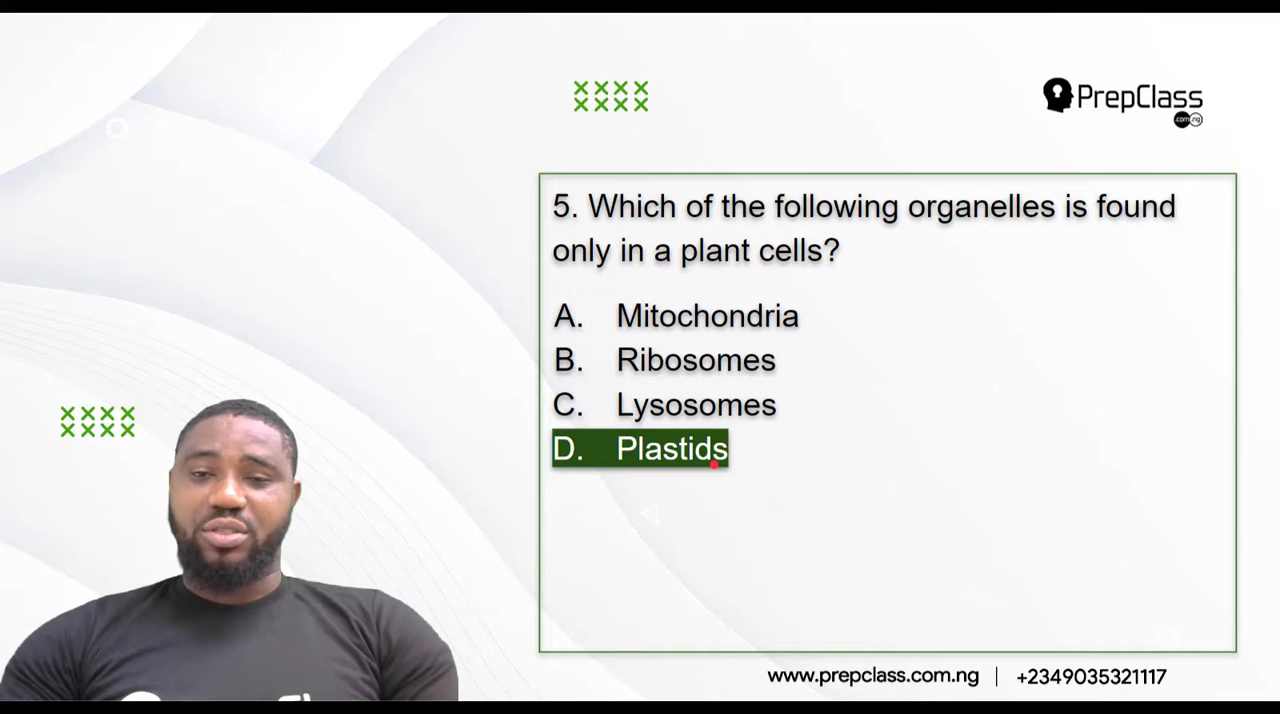 PrepClass
.com.ng
5. Which of the following organelles is found
only in a plant cells?
A. Mitochondria
B. Ribosomes
C. Lysosomes
D. Plastids
www.prepclass.com.ng | +2349035321117